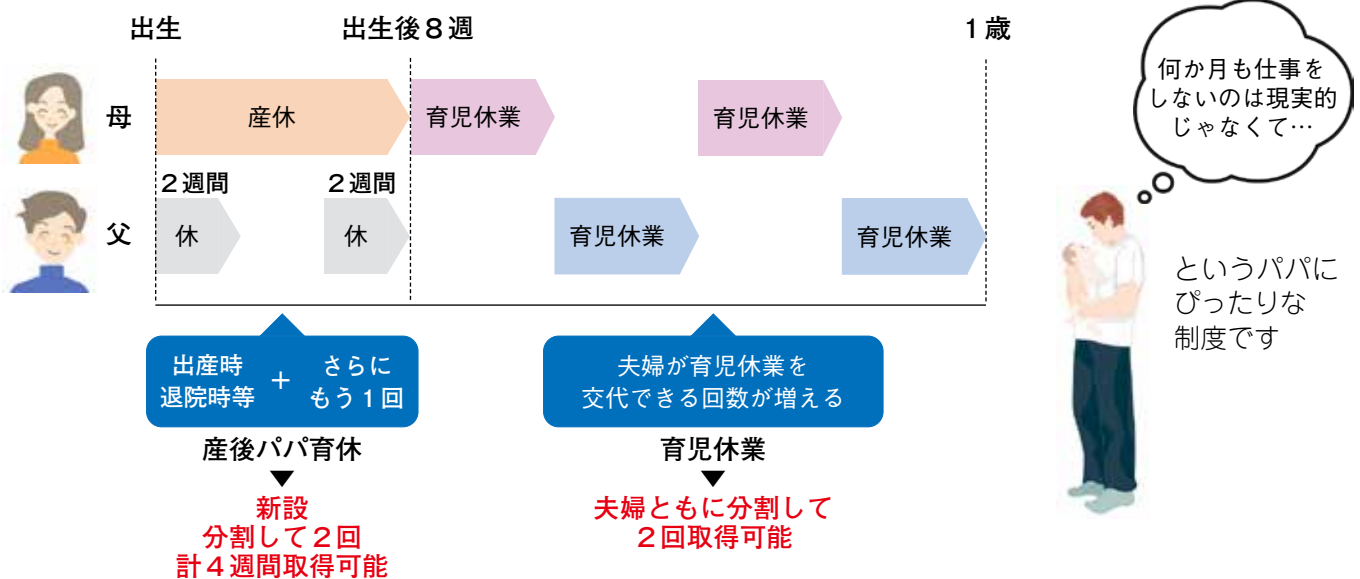 出生
出生後８週
１歳
母
産休
育児休業
育児休業
父
２週間
休
２週間
休
育児休業
育児休業
出産時
退院時等
＋
さらに
もう１回
産後パパ育休
新設
分割して２回
計４週間取得可能
夫婦が育児休業を
交代できる回数が増える
育児休業
夫婦ともに分割して
２回取得可能
何か月も仕事を
しないのは現実的
じゃなくて…
というパパに
ぴったりな
制度です